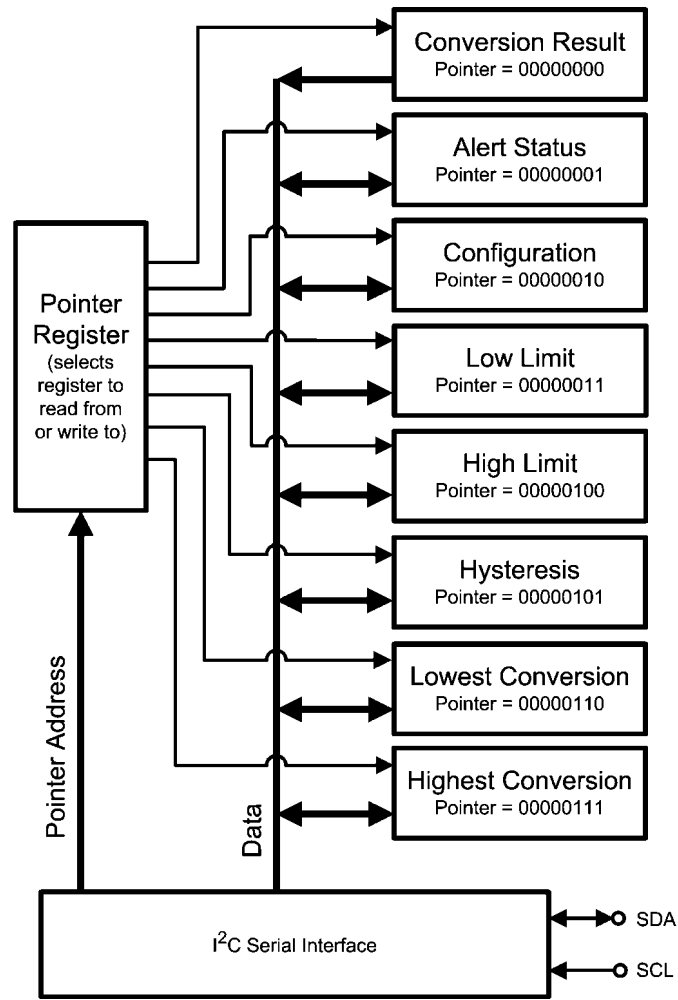 Conversion Result
Pointer = 00000000
Alert Status
Pointer = 00000001
Configuration
Pointer = 00000010
Low Limit
Pointer = 00000011
High Limit
Pointer = 00000100
Hysteresis
Pointer = 00000101
Lowest Conversion
Pointer = 00000110
Highest Conversion
Pointer = 00000111
Pointer
Register
(selects
register to
read from
or write to)
Pointer Address
Data
I²C Serial Interface
SDA
SCL